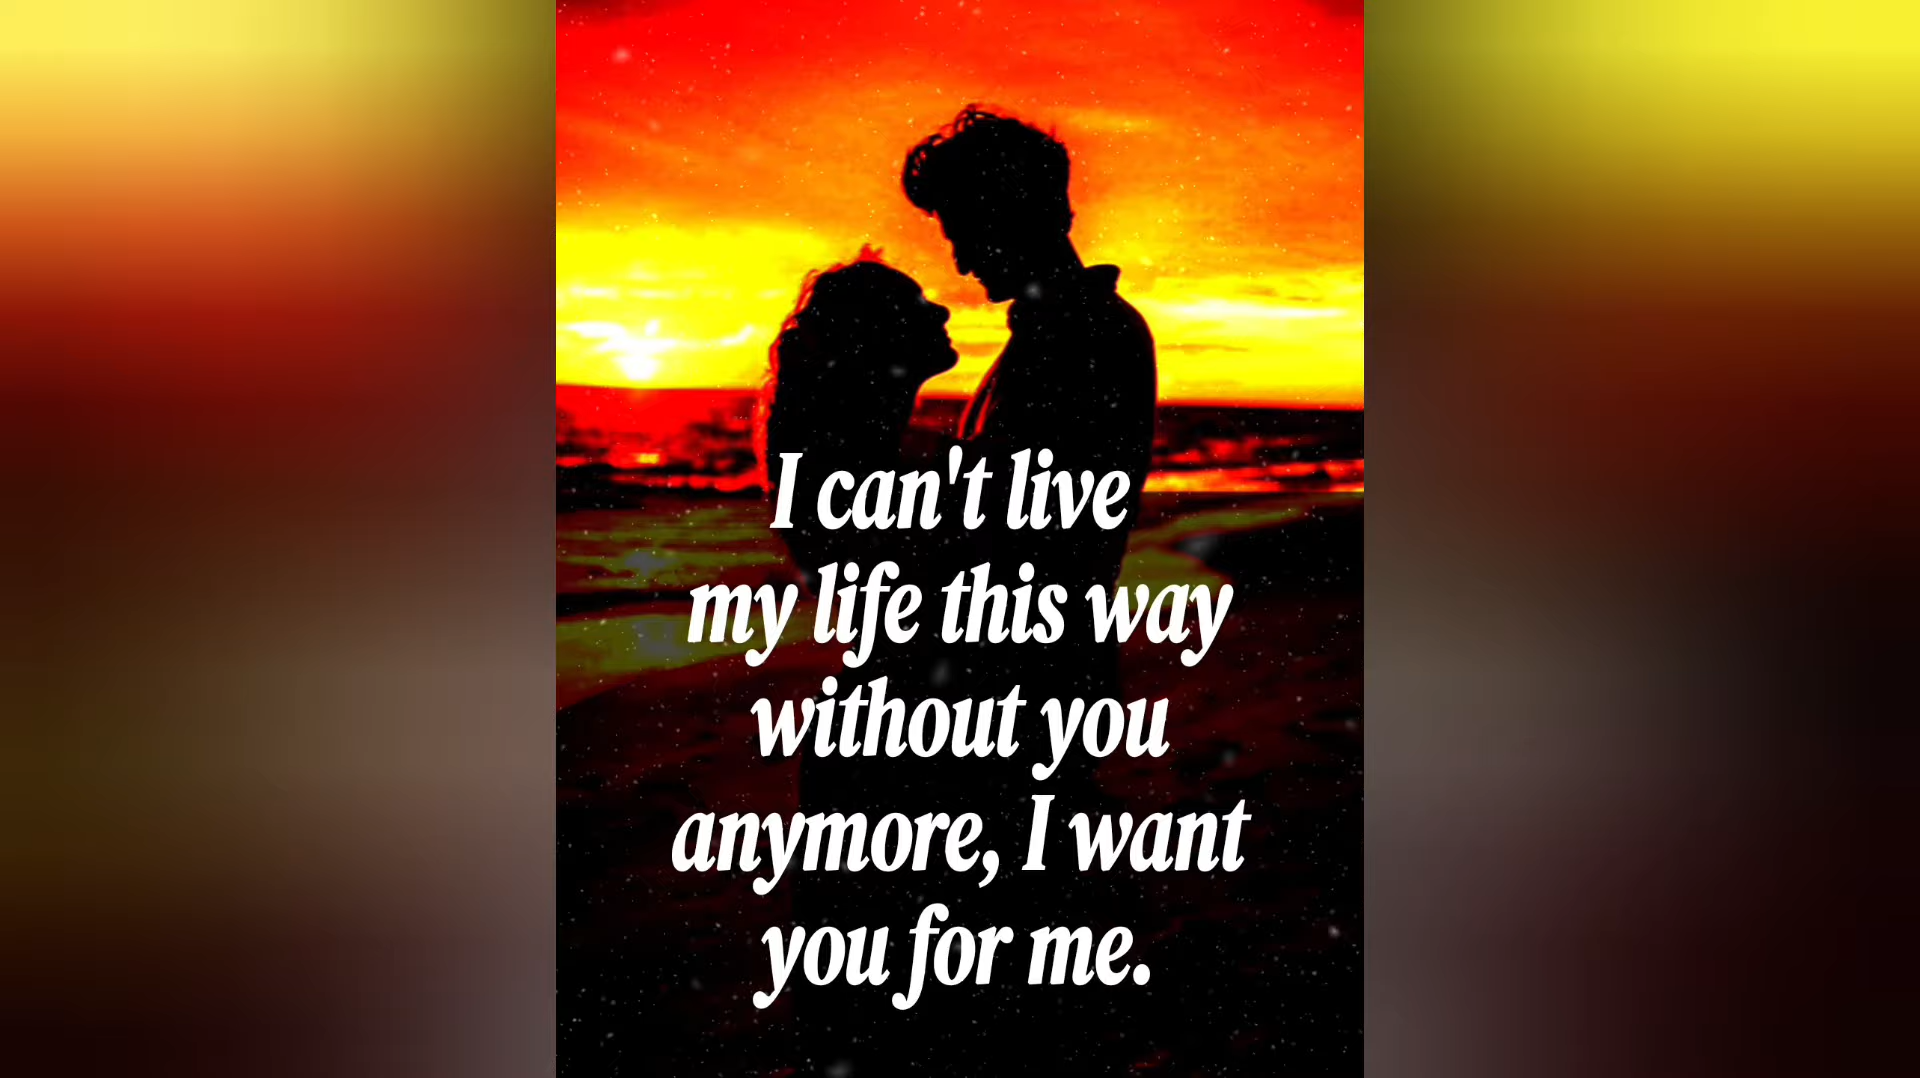 I can't live
my life this way
without you
anymore, I want
you for me.